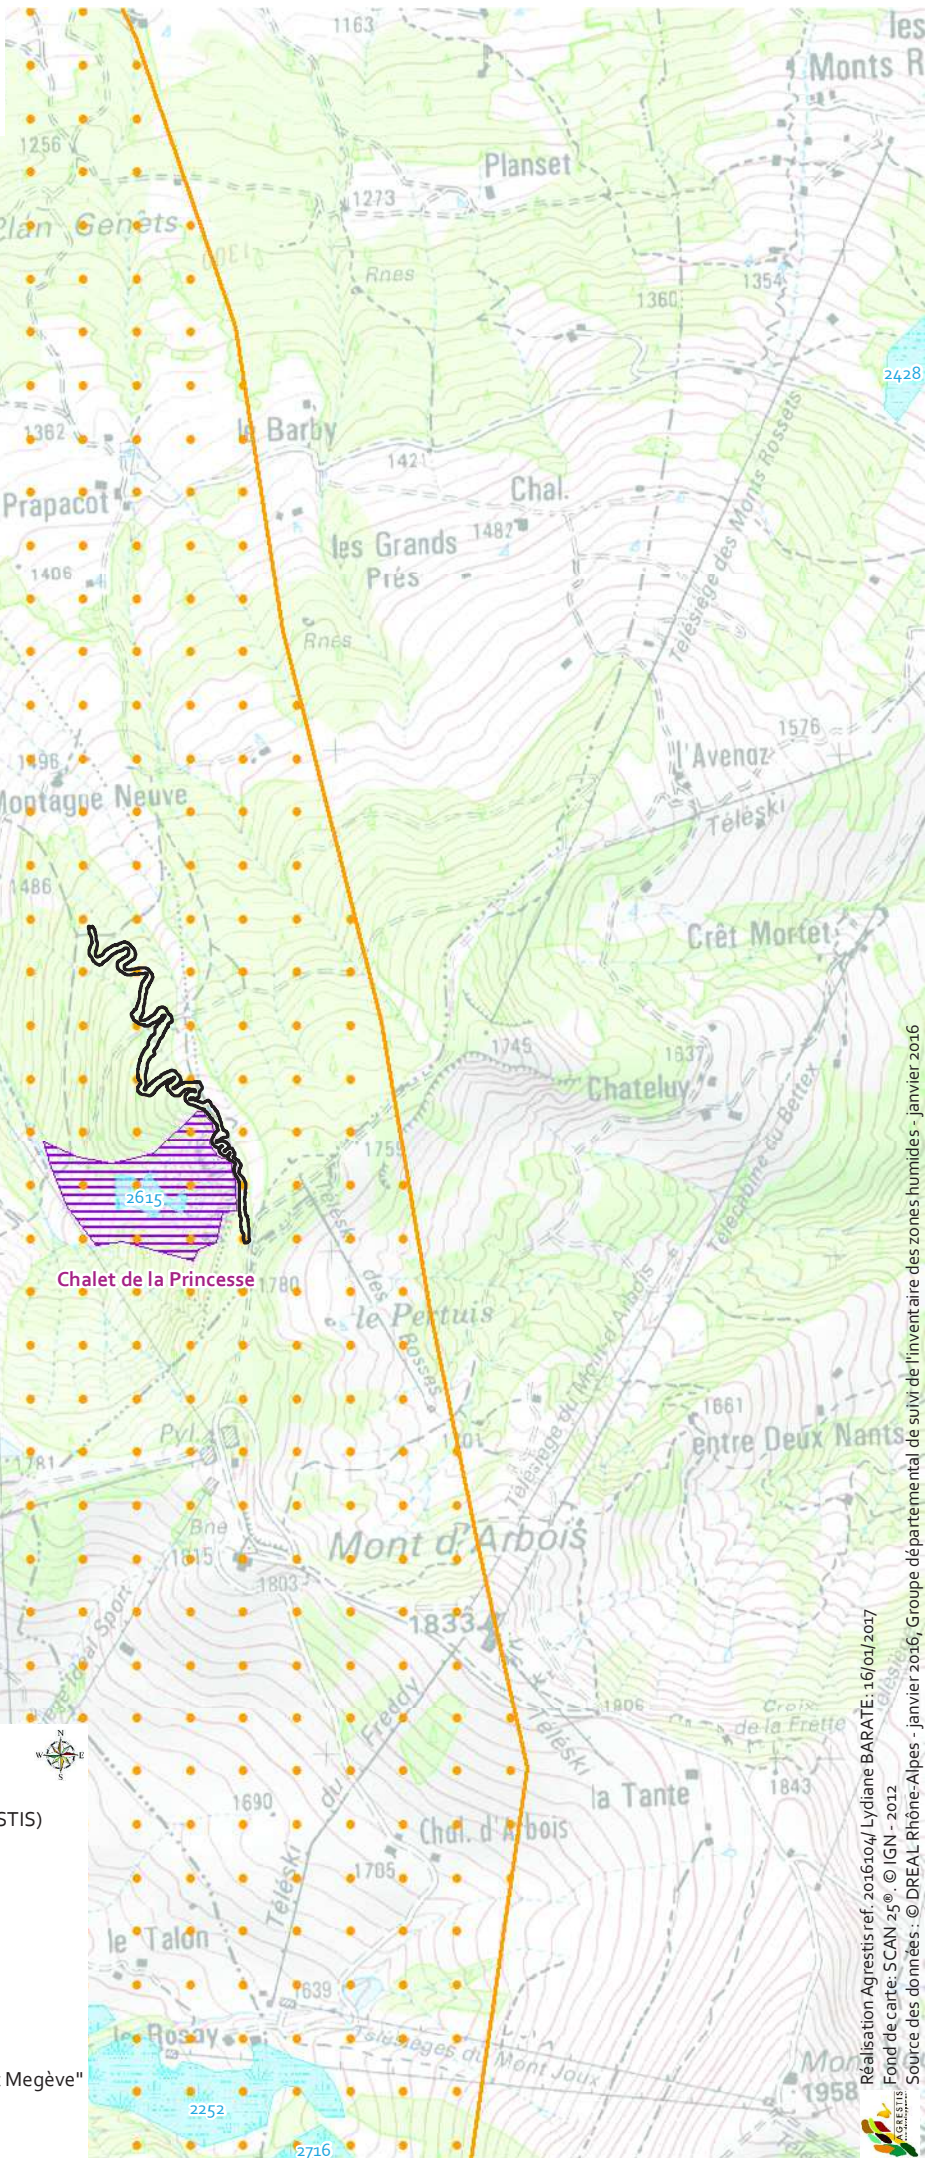 1163
les
Monts R
1256
Planset
1273
Plan Genêts
1300
Rnes
1354
1360
2428
1362
le Barby
1421
Prapacot
Chal.
1482
les Grands
Prés
1406
Rnes
Télésiège des Monts Rossets
1576
1496
l'Avenaz
Montagne Neuve
Téléski
1486
Crêt Mortet
1745
1637
Chateluy
1759
Télécabine du Bettex
2615
Téléski
des
Rosses
Chalet de la Princesse
1780
le Pertuis
Télésiège du Mont d'Arbois
1661
Pvl.
entre Deux Nants
1781
Bne
Mont d'Arbois
1815
1803
1833
1806
Croix
de la Frette
Téléski
la Tante
1843
1690
Téléski du Freddy
Chal. d'Arbois
1705
le Talon
1639
le Rosay
Télésièges du Mont Joux
1958
2252
2716
N
W E
S
STIS)
t Megève"
Réalisation Agrestis ref. 2016104/ Lydiane BARATE: 16/01/2017
Fond de carte: SCAN 25®. © IGN - 2012
Source des données : © DREAL Rhône-Alpes - janvier 2016, Groupe départemental de suivi de l'inventaire des zones humides - janvier 2016
AGRESTIS